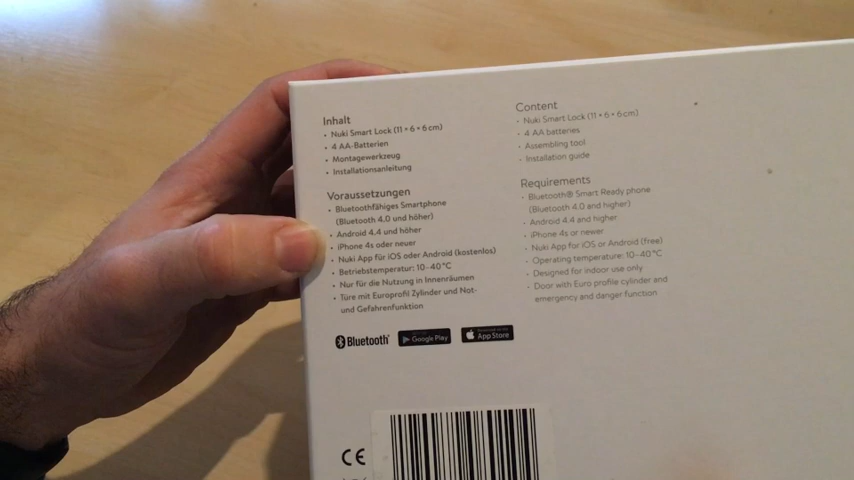 Inhalt
• Nuki Smart Lock (11 × 6 × 6 cm)
• 4 AA-Batterien
• Montagewerkzeug
• Installationsanleitung
Voraussetzungen
• Bluetoothfähiges Smartphone
(Bluetooth 4.0 und höher)
• Android 4.4 und höher
• iPhone 4s oder neuer
• Nuki App für iOS oder Android (kostenlos)
• Betriebstemperatur: 10-40°C
• Nur für die Nutzung in Innenräumen
• Türe mit Europrofil Zylinder und Not-
und Gefahrenfunktion
Content
• Nuki Smart Lock (11 × 6 × 6 cm)
• 4 AA batteries
• Assembling tool
• Installation guide
Requirements
• Bluetooth® Smart Ready phone
(Bluetooth 4.0 and higher)
• Android 4.4 and higher
• iPhone 4s or newer
• Nuki App for iOS or Android (free)
• Operating temperature: 10-40°C
• Designed for indoor use only
• Door with Euro profile cylinder and
emergency and danger function
Bluetooth®
Google Play
App Store
CE